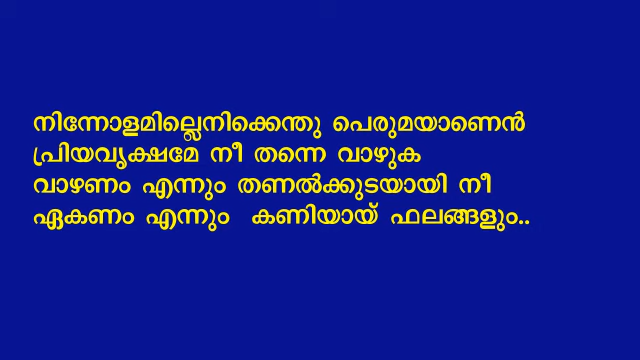 നിന്നോളമില്ലെനിക്കെന്തു പെരുമയാണെൻ
പ്രിയവൃക്ഷമേ നീ തന്നെ വാഴുക
വാഴണം എന്നും തണൽക്കുടയായി നീ
ഏകണം എന്നും കണിയായ് ഫലങ്ങളും..